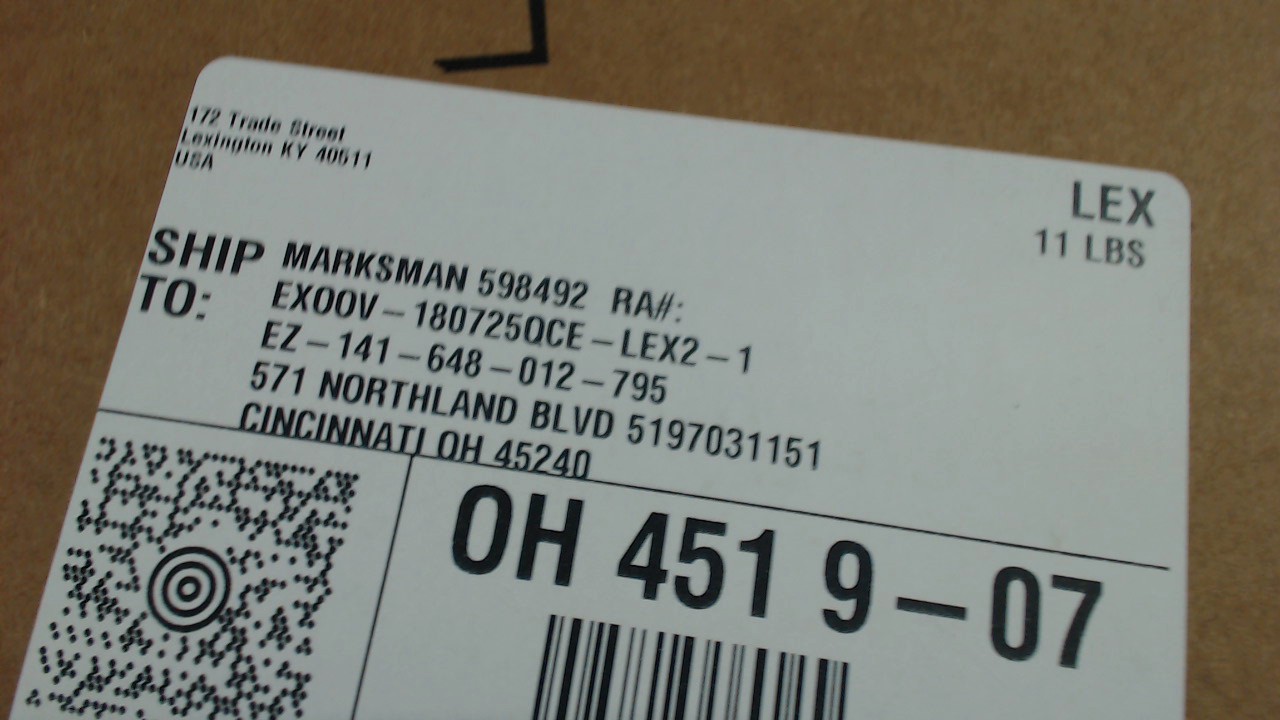 172 Trade Street
Lexington KY 40511
USA
LEX
11 LBS
SHIP TO:
MARKSMAN 598492 RA#:
EXOOV-180725QCE-LEX2-1
EZ-141-648-012-795
571 NORTHLAND BLVD 5197031151
CINCINNATI OH 45240
OH 451 9-07